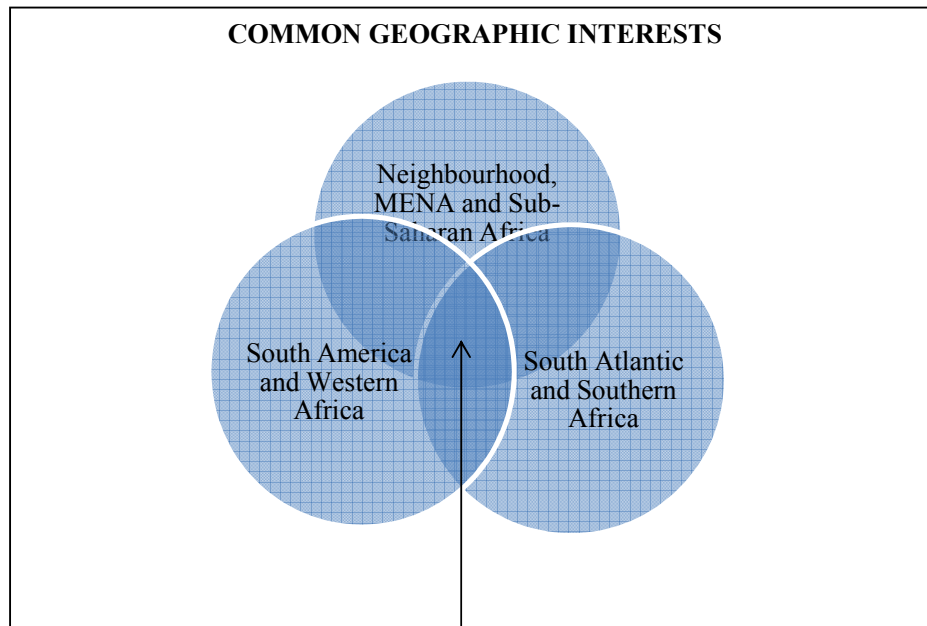 COMMON GEOGRAPHIC INTERESTS
Neighbourhood,
MENA and Sub-
Saharan Africa
South America
and Western
Africa
South Atlantic
and Southern
Africa